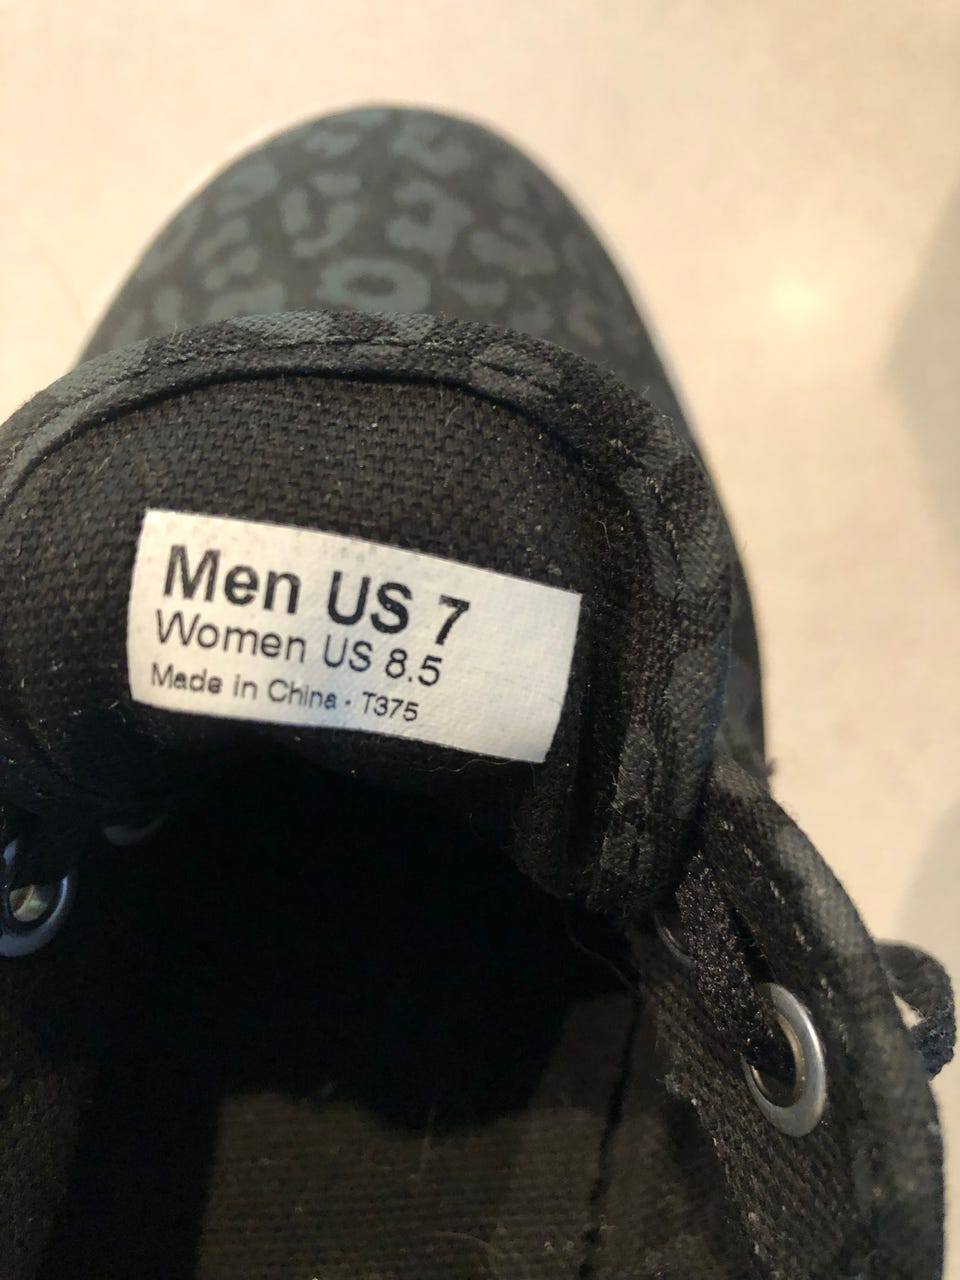 Men US 7
Women US 8.5
Made in China · T375